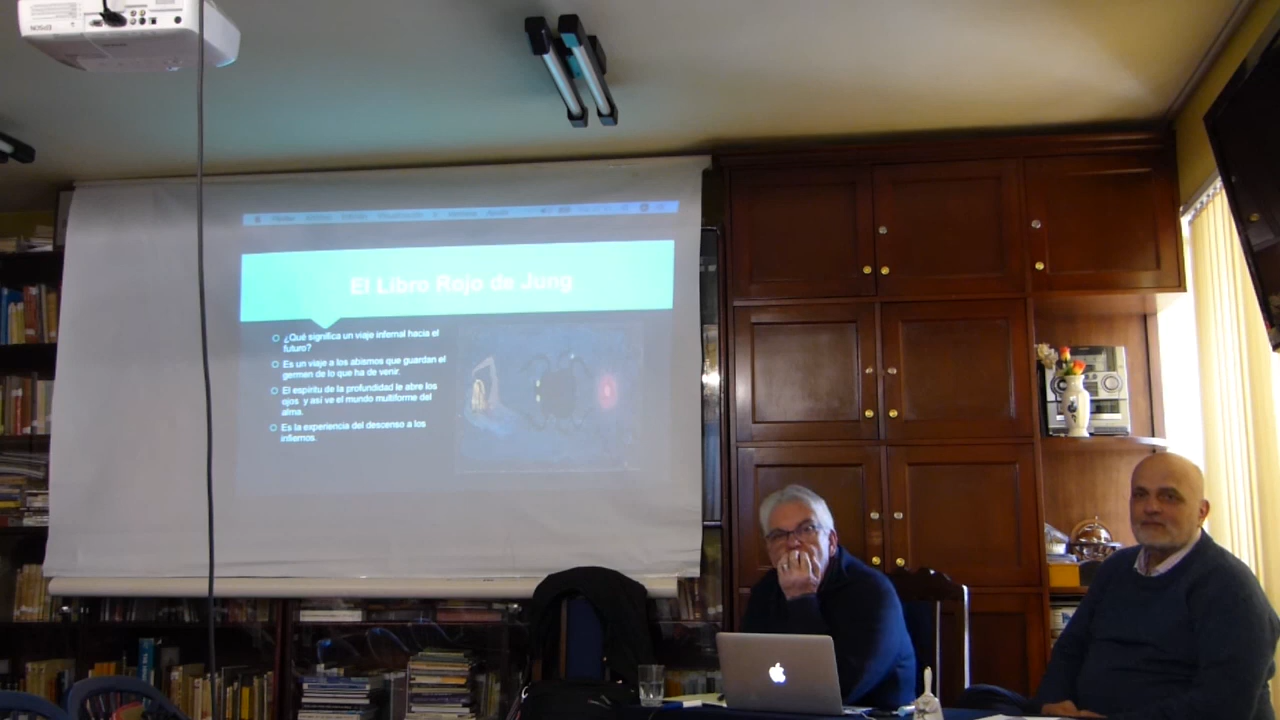 EPSON
El Libro Rojo de Jung
¿Qué significa un viaje infernal hacia el
futuro?
Es un viaje a los abismos que guardan el
germen de lo que ha de venir.
El espíritu de la profundidad le abre los
ojos y así ve el mundo multiforme del
alma.
Es la experiencia del descenso a los
infiernos.